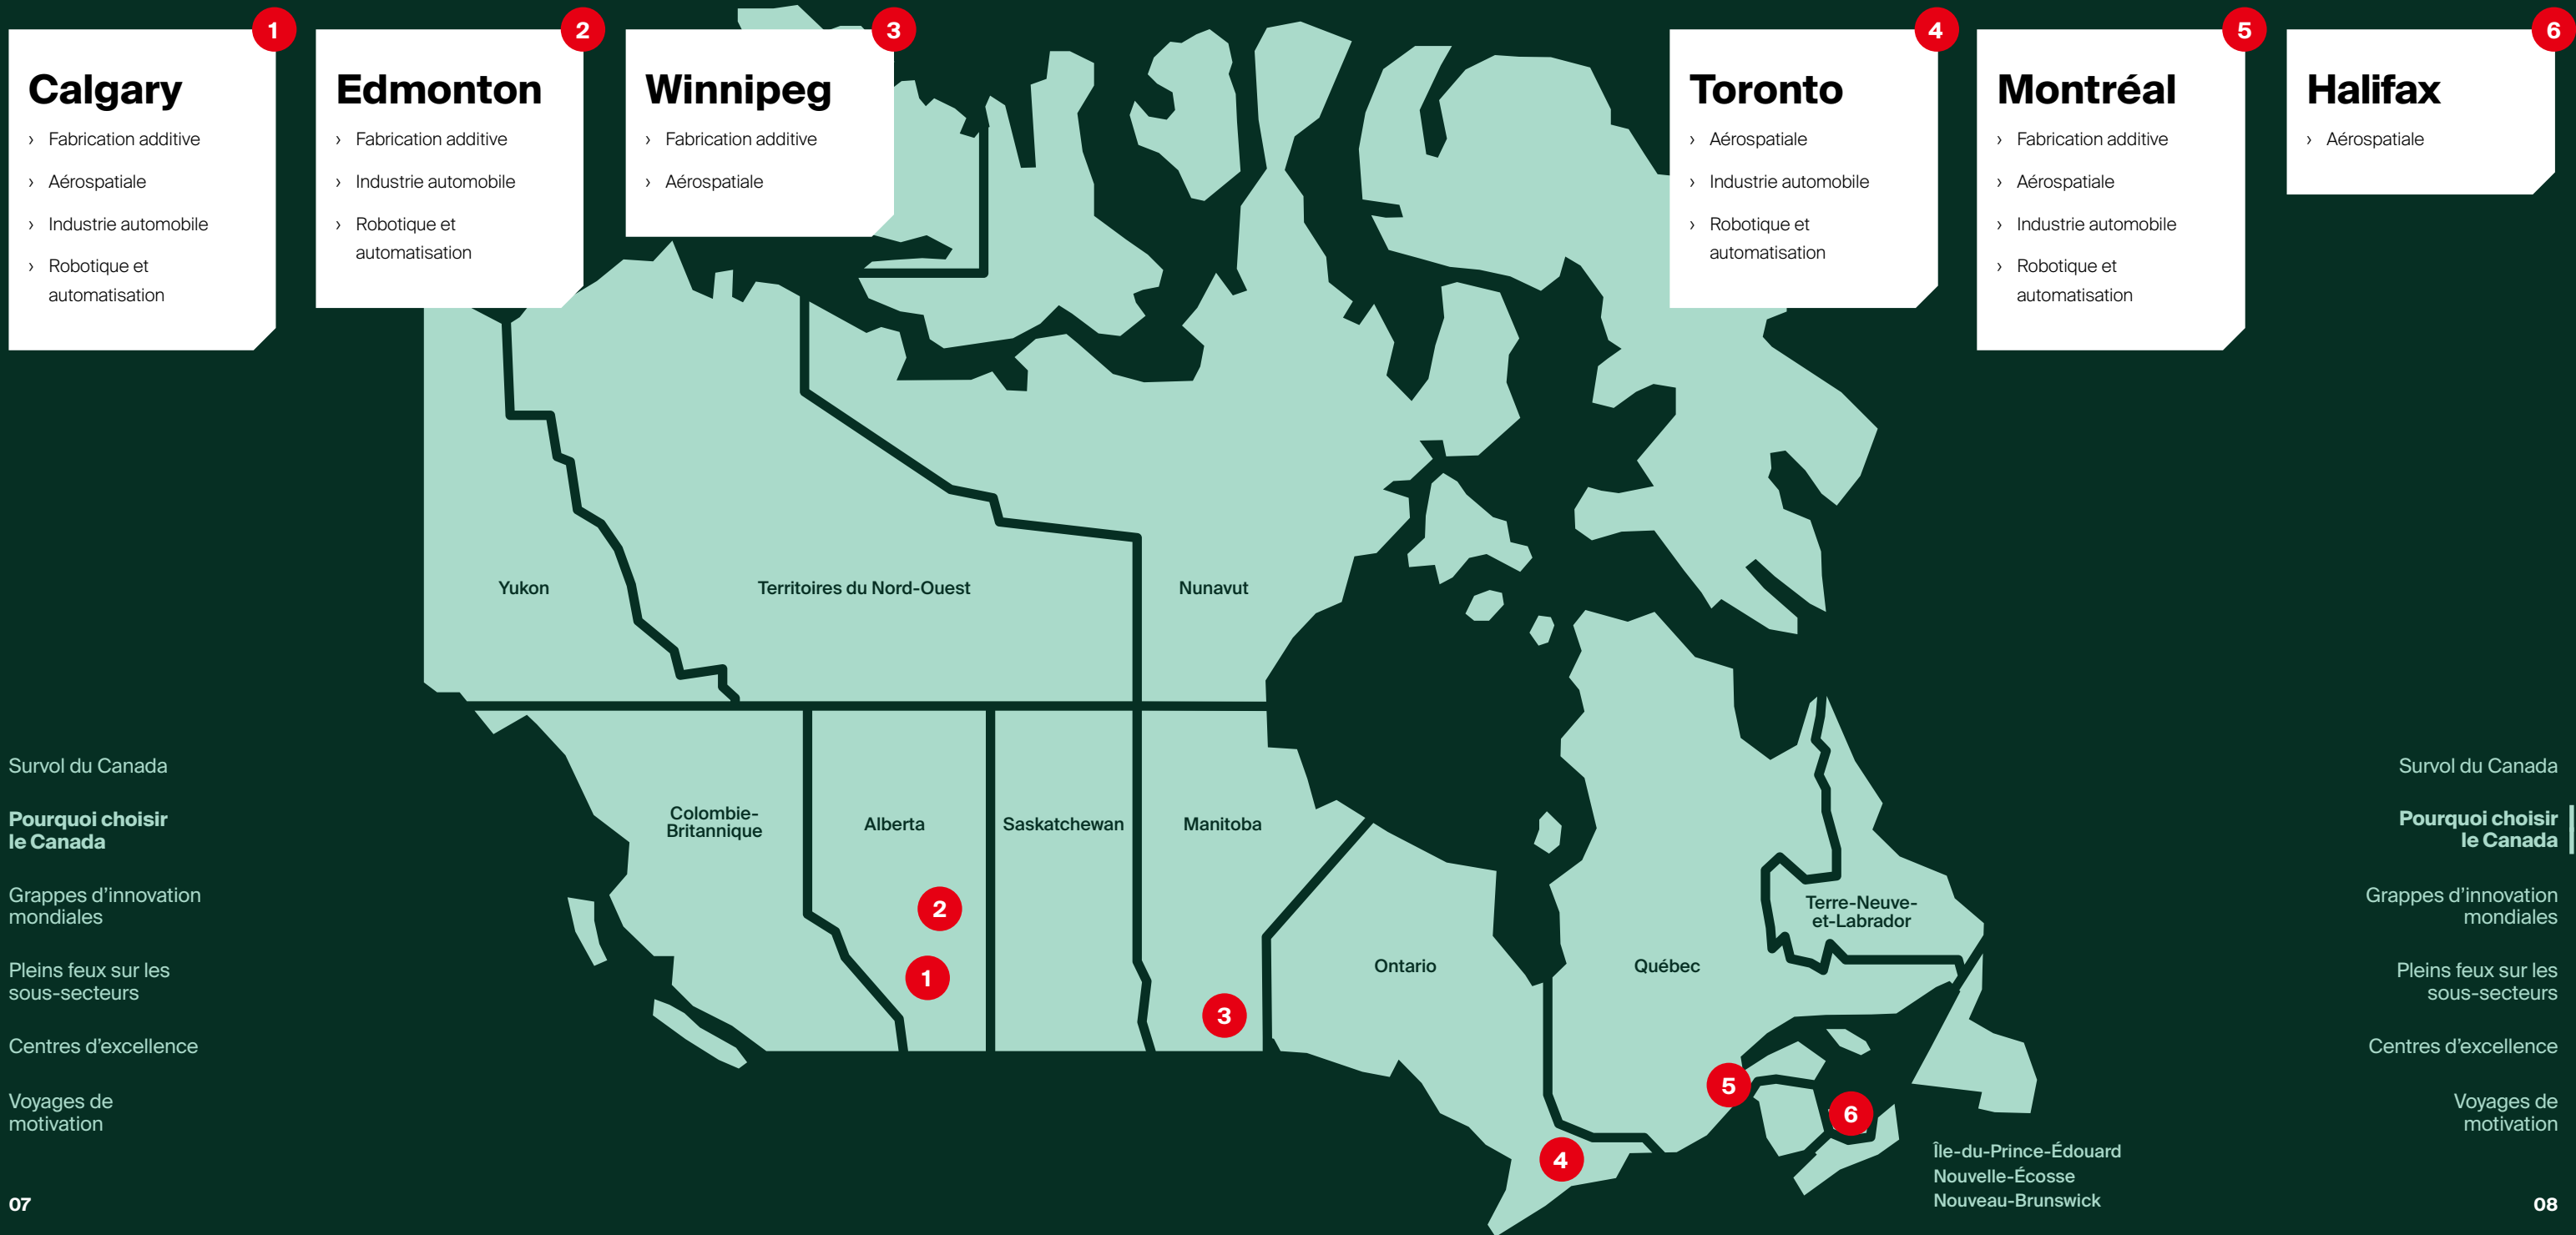 1
Calgary
› Fabrication additive
› Aérospatiale
› Industrie automobile
› Robotique et
automatisation
2
Edmonton
› Fabrication additive
› Industrie automobile
› Robotique et
automatisation
3
Winnipeg
› Fabrication additive
› Aérospatiale
4
Toronto
› Aérospatiale
› Industrie automobile
› Robotique et
automatisation
5
Montréal
› Fabrication additive
› Aérospatiale
› Industrie automobile
› Robotique et
automatisation
6
Halifax
› Aérospatiale
Yukon
Territoires du Nord-Ouest
Nunavut
Colombie-
Britannique
Alberta
Saskatchewan
Manitoba
Ontario
Québec
Terre-Neuve-
et-Labrador
2
1
3
5
6
4
Île-du-Prince-Édouard
Nouvelle-Écosse
Nouveau-Brunswick
Survol du Canada
Pourquoi choisir
le Canada
Grappes d’innovation
mondiales
Pleins feux sur les
sous-secteurs
Centres d’excellence
Voyages de
motivation
07
Survol du Canada
Pourquoi choisir
le Canada
Grappes d’innovation
mondiales
Pleins feux sur les
sous-secteurs
Centres d’excellence
Voyages de
motivation
08